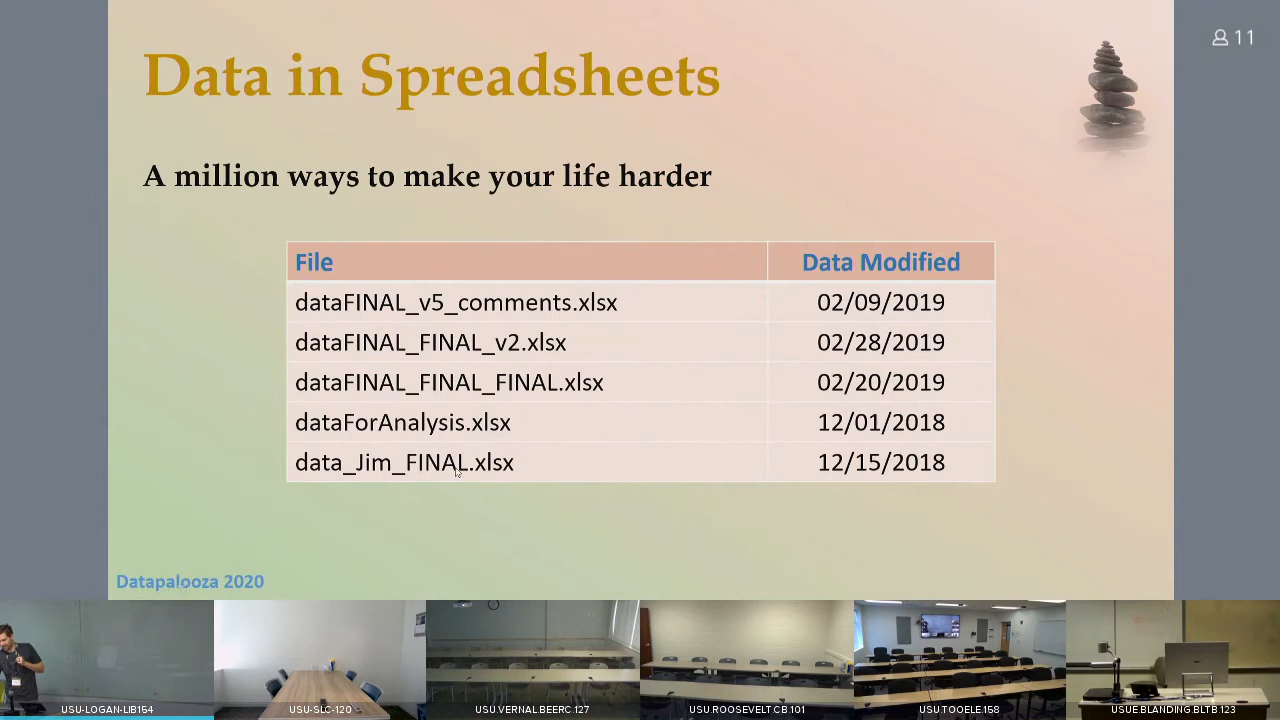 11
Data in Spreadsheets
A million ways to make your life harder
File Data Modified
dataFINAL_v5_comments.xlsx 02/09/2019
dataFINAL_FINAL_v2.xlsx 02/28/2019
dataFINAL_FINAL_FINAL.xlsx 02/20/2019
dataForAnalysis.xlsx 12/01/2018
data_Jim_FINAL.xlsx 12/15/2018
Datapalooza 2020
USU-LOGAN-LIB154 USU-SLC-120 USU.VERNAL.BEERC.127 USU.ROOSEVELT.CB.101 USU.TOOELE.158 USUE.BLANDING BLTB.123